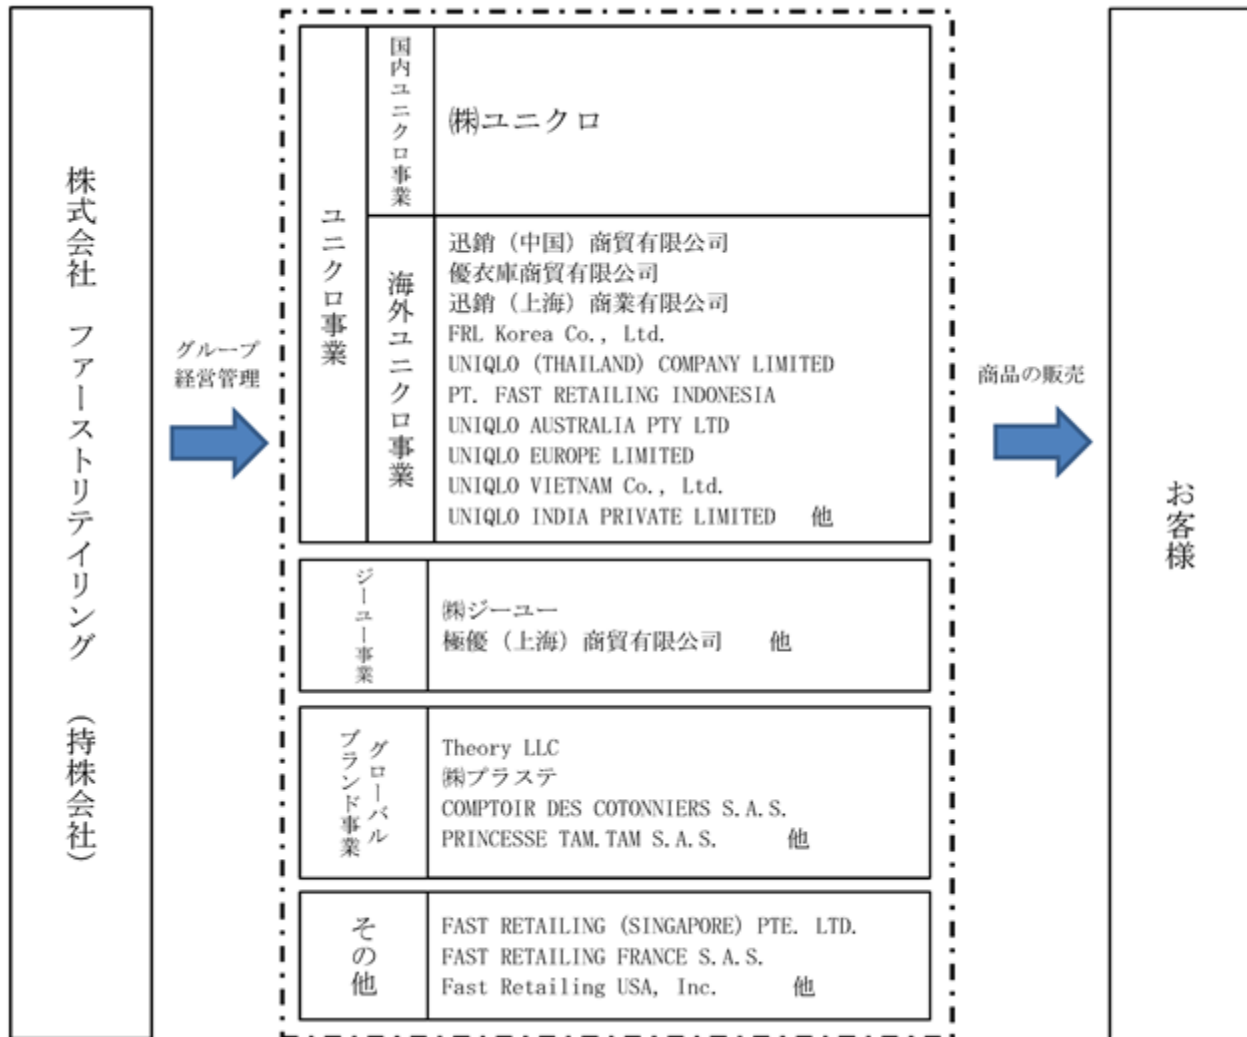 株式会社 ファーストリテイリング (持株会社)
グループ
経営管理
ユニクロ事業
国内ユニクロ事業
㈱ユニクロ
海外ユニクロ事業
迅銷（中国）商貿有限公司
優衣庫商貿有限公司
迅銷（上海）商業有限公司
FRL Korea Co., Ltd.
UNIQLO (THAILAND) COMPANY LIMITED
PT. FAST RETAILING INDONESIA
UNIQLO AUSTRALIA PTY LTD
UNIQLO EUROPE LIMITED
UNIQLO VIETNAM Co., Ltd.
UNIQLO INDIA PRIVATE LIMITED 他
ジーユー事業
㈱ジーユー
極優（上海）商貿有限公司 他
グローバル
ブランド事業
Theory LLC
㈱プラステ
COMPTOIR DES COTONNIERS S.A.S.
PRINCESSE TAM.TAM S.A.S. 他
その他
FAST RETAILING (SINGAPORE) PTE. LTD.
FAST RETAILING FRANCE S.A.S.
Fast Retailing USA, Inc. 他
商品の販売
お客様